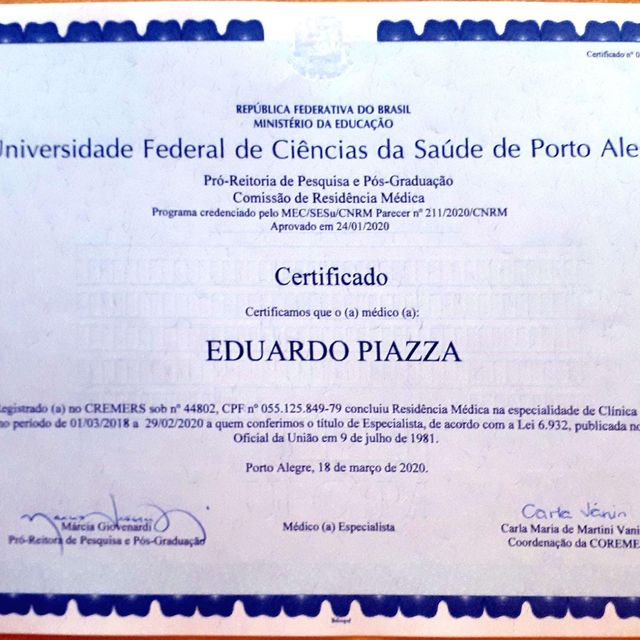 Certificado nº 0
REPÚBLICA FEDERATIVA DO BRASIL
MINISTÉRIO DA EDUCAÇÃO
Universidade Federal de Ciências da Saúde de Porto Ale
Pró-Reitoria de Pesquisa e Pós-Graduação
Comissão de Residência Médica
Programa credenciado pelo MEC/SESu/CNRM Parecer nº 211/2020/CNRM
Aprovado em 24/01/2020
Certificado
Certificamos que o (a) médico (a):
EDUARDO PIAZZA
egistrado (a) no CREMERS sob nº 44802, CPF nº 055.125.849-79 concluiu Residência Médica na especialidade de Clínica
no período de 01/03/2018 a 29/02/2020 a quem conferimos o título de Especialista, de acordo com a Lei 6.932, publicada no
Oficial da União em 9 de julho de 1981.
Porto Alegre, 18 de março de 2020.
Carla Vanin
Márcia Giovenardi
Médico (a) Especialista
Carla Maria de Martini Vani
Pró-Reitora de Pesquisa e Pós-Graduação
Coordenação da COREME